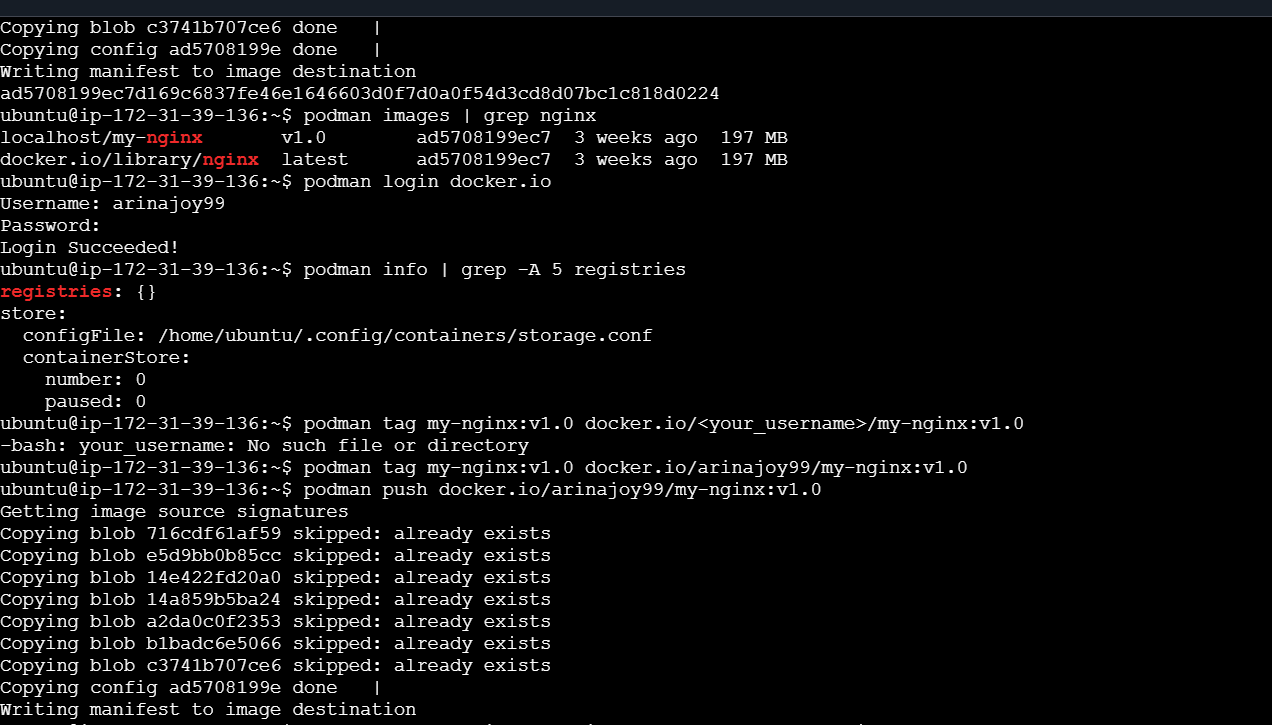 Copying blob c3741b707ce6 done   |
Copying config ad5708199e done   |
Writing manifest to image destination
ad5708199ec7d169c6837fe46e1646603d0f7d0a0f54d3cd8d07bc1c818d0224
ubuntu@ip-172-31-39-136:~$ podman images | grep nginx
localhost/my-nginx       v1.0        ad5708199ec7  3 weeks ago  197 MB
docker.io/library/nginx  latest      ad5708199ec7  3 weeks ago  197 MB
ubuntu@ip-172-31-39-136:~$ podman login docker.io
Username: arinajoy99
Password:
Login Succeeded!
ubuntu@ip-172-31-39-136:~$ podman info | grep -A 5 registries
registries: {}
store:
  configFile: /home/ubuntu/.config/containers/storage.conf
  containerStore:
    number: 0
    paused: 0
ubuntu@ip-172-31-39-136:~$ podman tag my-nginx:v1.0 docker.io/<your_username>/my-nginx:v1.0
-bash: your_username: No such file or directory
ubuntu@ip-172-31-39-136:~$ podman tag my-nginx:v1.0 docker.io/arinajoy99/my-nginx:v1.0
ubuntu@ip-172-31-39-136:~$ podman push docker.io/arinajoy99/my-nginx:v1.0
Getting image source signatures
Copying blob 716cdf61af59 skipped: already exists
Copying blob e5d9bb0b85cc skipped: already exists
Copying blob 14e422fd20a0 skipped: already exists
Copying blob 14a859b5ba24 skipped: already exists
Copying blob a2da0c0f2353 skipped: already exists
Copying blob b1badc6e5066 skipped: already exists
Copying blob c3741b707ce6 skipped: already exists
Copying config ad5708199e done   |
Writing manifest to image destination